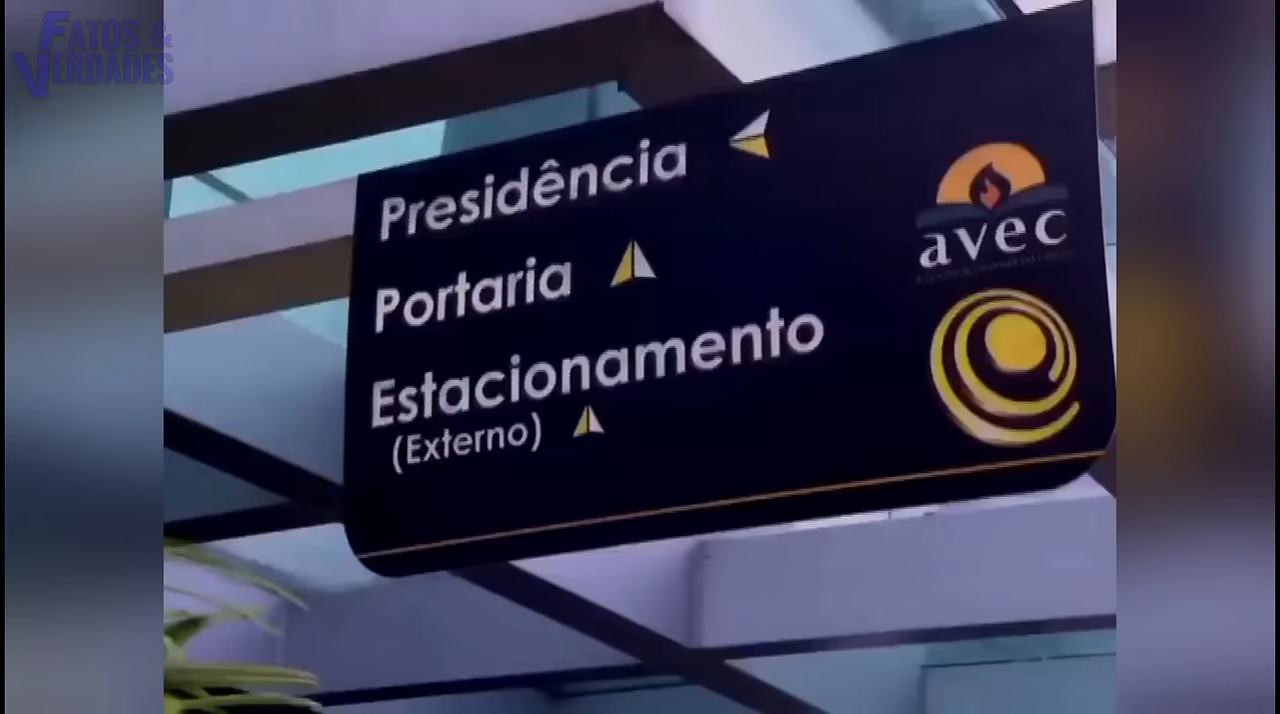 FATOS &
VERDADES
Presidência
Portaria
Estacionamento
(Externo)
avec